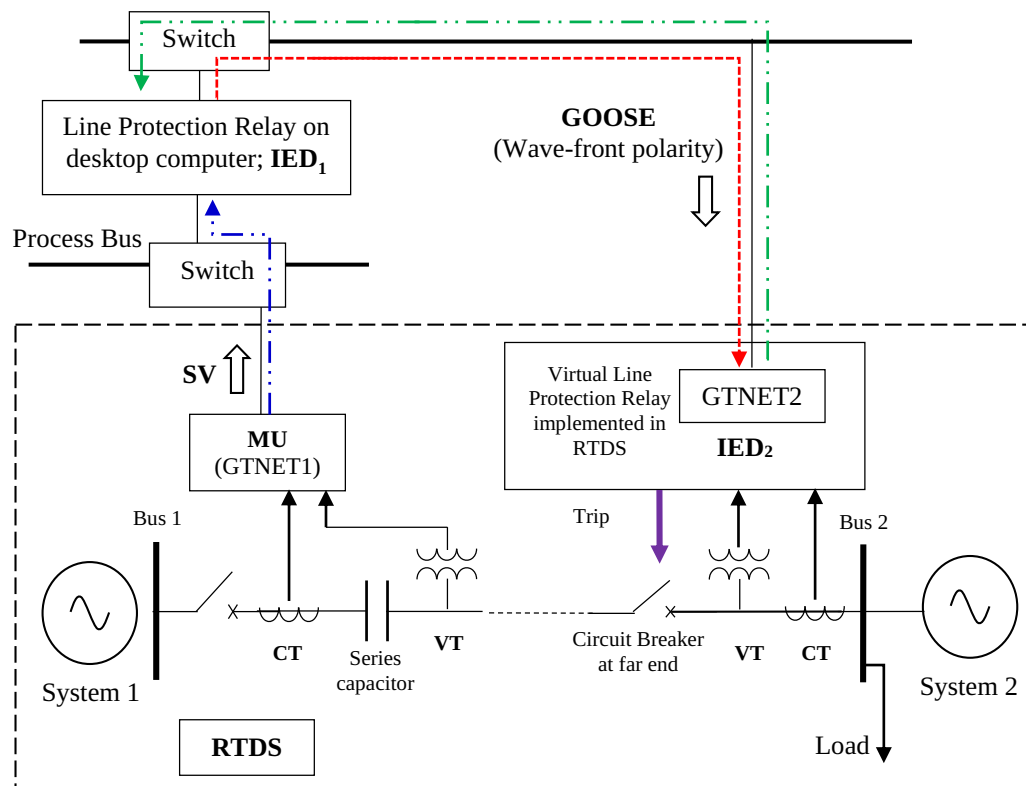 Switch
Line Protection Relay on
desktop computer; IED1
GOOSE
(Wave-front polarity)
Process Bus
Switch
SV
MU
(GTNET1)
Virtual Line
Protection Relay
implemented in
RTDS
GTNET2
IED2
Bus 1
Trip
Bus 2
CT
Series
capacitor
VT
Circuit Breaker
at far end
VT
CT
System 1
System 2
RTDS
Load